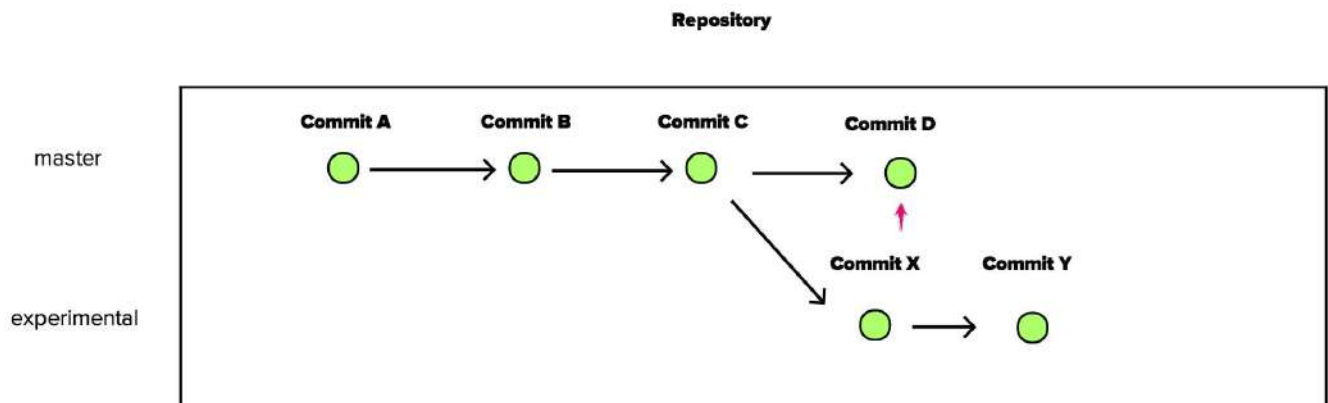 Repository
Commit A Commit B Commit C Commit D
master
Commit X Commit Y
experimental